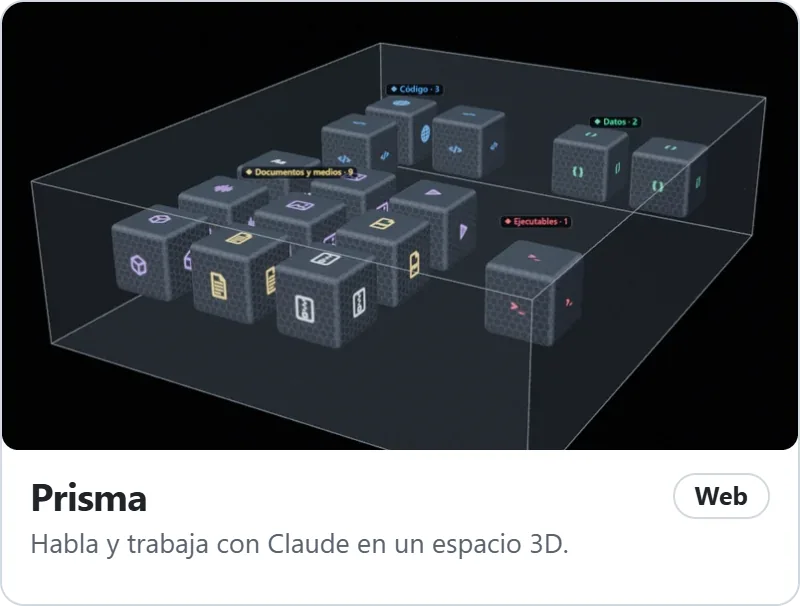 Código · 3
Datos · 2
Documentos y medios · 9
Ejecutables · 1
Prisma
Web
Habla y trabaja con Claude en un espacio 3D.